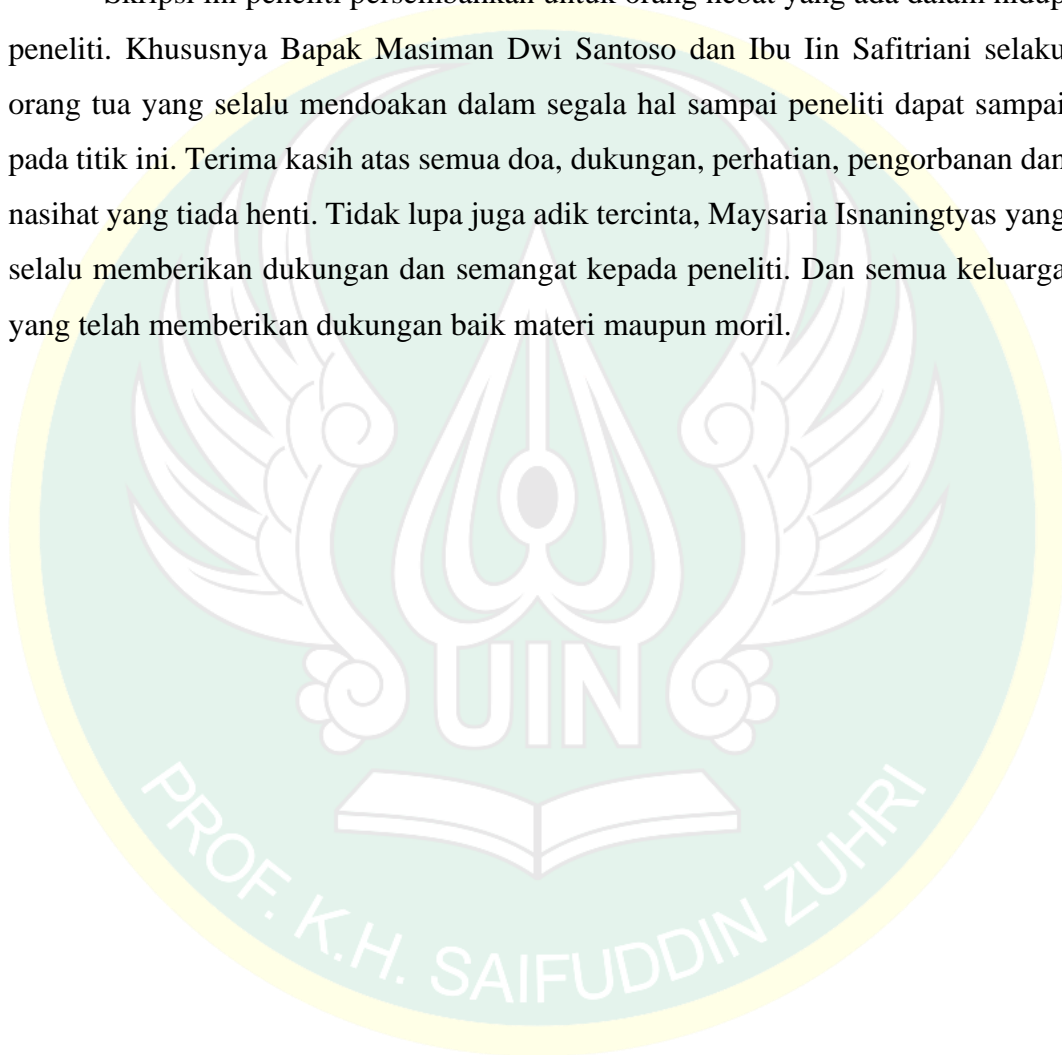 Skripsi ini peneliti persembahkan untuk orang hebat yang ada dalam hidup
peneliti. Khususnya Bapak Masiman Dwi Santoso dan Ibu Iin Safitriani selaku
orang tua yang selalu mendoakan dalam segala hal sampai peneliti dapat sampai
pada titik ini. Terima kasih atas semua doa, dukungan, perhatian, pengorbanan dan
nasihat yang tiada henti. Tidak lupa juga adik tercinta, Maysaria Isnaningtyas yang
selalu memberikan dukungan dan semangat kepada peneliti. Dan semua keluarga
yang telah memberikan dukungan baik materi maupun moril.
UIN
PROF. K.H. SAIFUDDIN ZUHRI